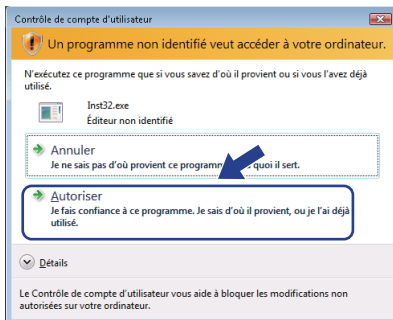 Contrôle de compte d'utilisateur
Un programme non identifié veut accéder à votre ordinateur.
N'exécutez ce programme que si vous savez d'où il provient ou si vous l'avez déjà
utilisé.
Inst32.exe
Éditeur non identifié
Annuler
Je ne sais pas d'où provient ce program quoi il sert.
Autoriser
Je fais confiance à ce programme. Je sais d'où il provient, ou je l'ai déjà
utilisé.
Détails
Le Contrôle de compte d'utilisateur vous aide à bloquer les modifications non
autorisées sur votre ordinateur.